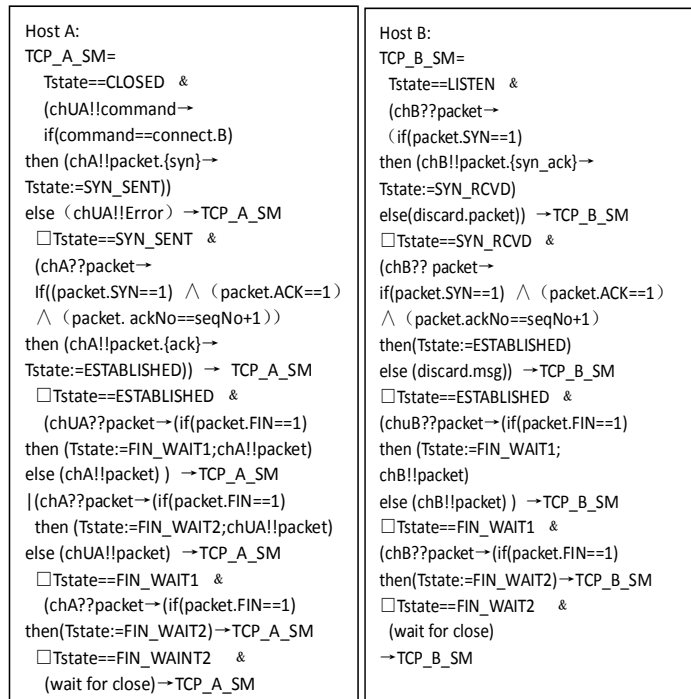 Host A:
TCP_A_SM=
Tstate==CLOSED &
(chUA!!command→
if(command==connect.B)
then (chA!!packet.{syn}→
Tstate:=SYN_SENT))
else（chUA!!Error）→TCP_A_SM
□Tstate==SYN_SENT &
(chA??packet→
If((packet.SYN==1) ∧（packet.ACK==1）
∧（packet. ackNo==seqNo+1))
then (chA!!packet.{ack}→
Tstate:=ESTABLISHED)) → TCP_A_SM
□Tstate==ESTABLISHED &
(chUA??packet→(if(packet.FIN==1)
then (Tstate:=FIN_WAIT1;chA!!packet)
else (chA!!packet) ) →TCP_A_SM
|(chA??packet→(if(packet.FIN==1)
then (Tstate:=FIN_WAIT2;chUA!!packet)
else (chUA!!packet) →TCP_A_SM
□Tstate==FIN_WAIT1 &
(chA??packet→(if(packet.FIN==1)
then(Tstate:=FIN_WAIT2)→TCP_A_SM
□Tstate==FIN_WAINT2 &
(wait for close)→TCP_A_SM
Host B:
TCP_B_SM=
Tstate==LISTEN &
(chB??packet→
（if(packet.SYN==1)
then (chB!!packet.{syn_ack}→
Tstate:=SYN_RCVD)
else(discard.packet)) →TCP_B_SM
□Tstate==SYN_RCVD &
(chB?? packet→
if(packet.SYN==1) ∧（packet.ACK==1）
∧（packet.ackNo==seqNo+1）
then(Tstate:=ESTABLISHED)
else (discard.msg)) →TCP_B_SM
□Tstate==ESTABLISHED &
(chuB??packet→(if(packet.FIN==1)
then (Tstate:=FIN_WAIT1;
chB!!packet)
else (chB!!packet) ) →TCP_B_SM
□Tstate==FIN_WAIT1 &
(chB??packet→(if(packet.FIN==1)
then(Tstate:=FIN_WAIT2)→TCP_B_SM
□Tstate==FIN_WAIT2 &
(wait for close)
→TCP_B_SM